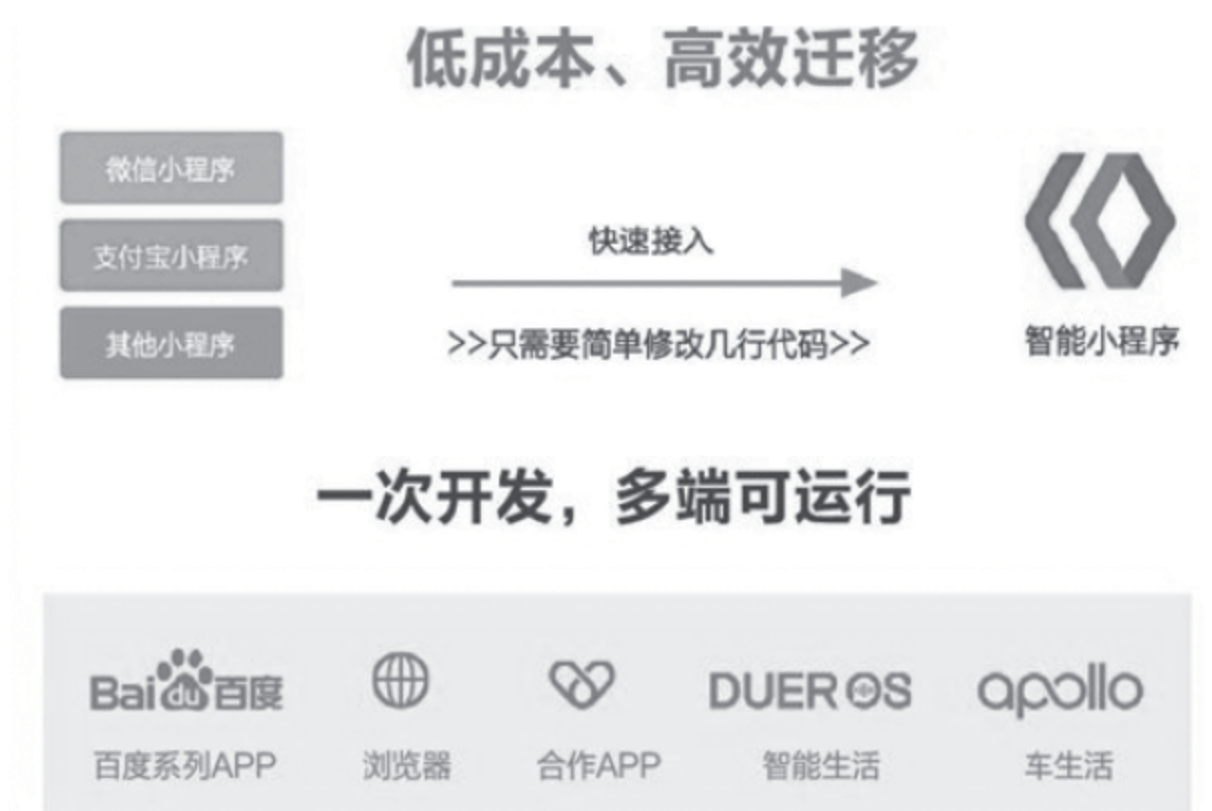 低成本、高效迁移
微信小程序
支付宝小程序
其他小程序
快速接入
>>只需要简单修改几行代码>>
智能小程序
一次开发，多端可运行
Bai du 百度
DUER OS
apollo
百度系列APP
浏览器
合作APP
智能生活
车生活